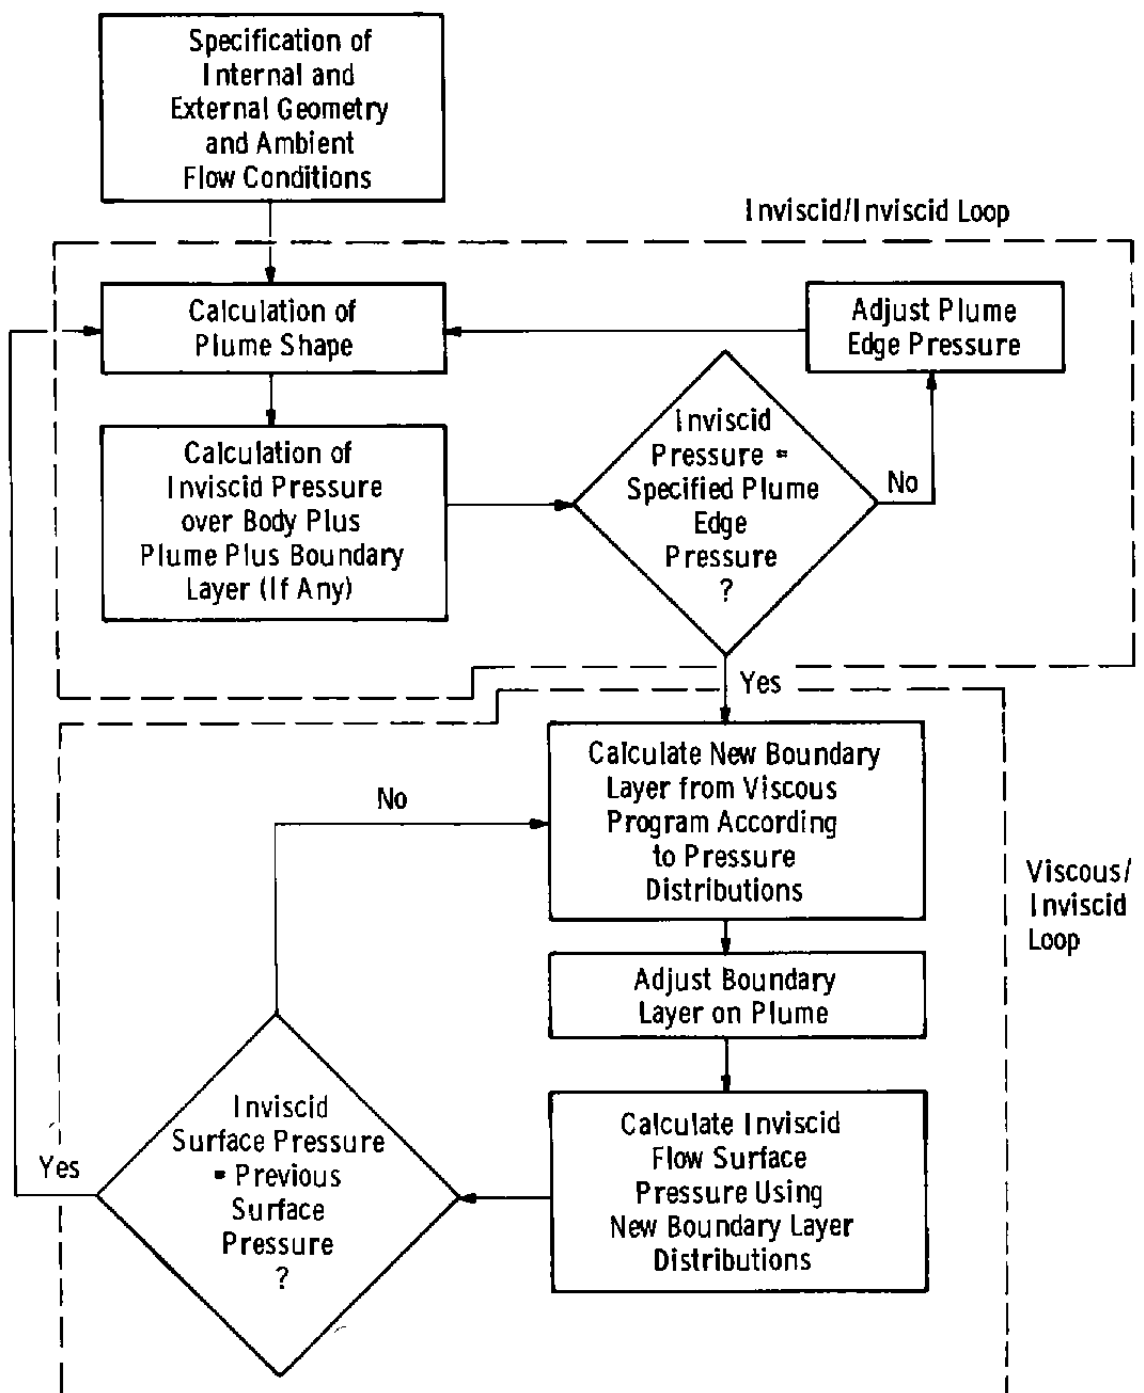 Specification of
Internal and
External Geometry
and Ambient
Flow Conditions
Inviscid/Inviscid Loop
Calculation of
Plume Shape
Adjust Plume
Edge Pressure
Calculation of
Inviscid Pressure
over Body Plus
Plume Plus Boundary
Layer (If Any)
Inviscid
Pressure =
Specified Plume
Edge
Pressure
?
No
Yes
Calculate New Boundary
Layer from Viscous
Program According
to Pressure
Distributions
No
Viscous/
Inviscid
Loop
Adjust Boundary
Layer on Plume
Calculate Inviscid
Flow Surface
Pressure Using
New Boundary Layer
Distributions
Inviscid
Surface Pressure
= Previous
Surface
Pressure
?
Yes